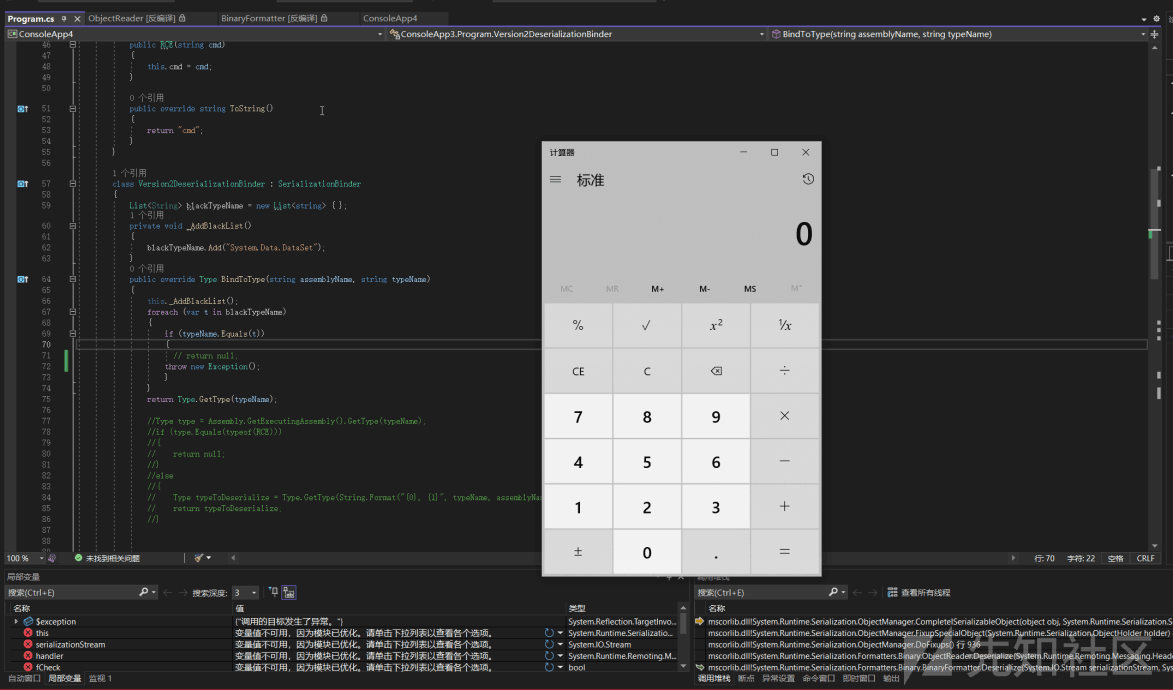 Program.cs
ObjectReader [反编译]
BinaryFormatter [反编译]
ConsoleApp4
ConsoleApp4
ConsoleApp3.Program.Version2DeserializationBinder
BindToType(string assemblyName, string typeName)
46 public RCE(string cmd)
47 {
48 this.cmd = cmd;
49 }
50
0 个引用
51 public override string ToString()
52 {
53 return "cmd";
54 }
55 }
56
1 个引用
57 class Version2DeserializationBinder : SerializationBinder
58 {
59 List<String> blackTypeName = new List<string> { };
1 个引用
60 private void _AddBlackList()
61 {
62 blackTypeName.Add("System.Data.DataSet");
63 }
0 个引用
64 public override Type BindToType(string assemblyName, string typeName)
65 {
66 this._AddBlackList();
67 foreach (var t in blackTypeName)
68 {
69 if (typeName.Equals(t))
70 {
71 // return null;
72 throw new Exception();
73 }
74 }
75 return Type.GetType(typeName);
76
77 //Type type = Assembly.GetExecutingAssembly().GetType(typeName);
78 //if (type.Equals(typeof(RCE)))
79 //{
80 // return null;
81 //}
82 //else
83 //{
84 // Type typeToDeserialize = Type.GetType(String.Format("{0}, {1}", typeName, assemblyNa
85 // return typeToDeserialize;
86 //}
87
88
计算器
标准
0
MC MR M+ M- MS M˅
% √ x² ¹/x
CE C ⌫ ÷
7 8 9 ×
4 5 6 −
1 2 3 +
± 0 . =
100 %
未找到相关问题
行: 70 字符: 22 空格 CRLF
局部变量
搜索(Ctrl+E)
搜索深度: 3
名称 值 类型
$exception {"调用的目标发生了异常。"} System.Reflection.TargetInvo...
this 变量值不可用，因为模块已优化。请单击下拉列表以查看各个选项。 System.Runtime.Serializatio...
serializationStream 变量值不可用，因为模块已优化。请单击下拉列表以查看各个选项。 System.IO.Stream
handler 变量值不可用，因为模块已优化。请单击下拉列表以查看各个选项。 System.Runtime.Remoting.M...
fCheck 变量值不可用，因为模块已优化。请单击下拉列表以查看各个选项。 bool
自动窗口 局部变量 监视 1
调用堆栈
搜索(Ctrl+E)
查看所有线程
名称
mscorlib.dll!System.Runtime.Serialization.ObjectManager.CompleteISerializableObject(object obj, System.Runtime.Serialization.S
mscorlib.dll!System.Runtime.Serialization.ObjectManager.FixupSpecialObject(System.Runtime.Serialization.ObjectHolder holder)
mscorlib.dll!System.Runtime.Serialization.ObjectManager.DoFixups() 行 936
mscorlib.dll!System.Runtime.Serialization.Formatters.Binary.ObjectReader.Deserialize(System.Runtime.Remoting.Messaging.Heade
mscorlib.dll!System.Runtime.Serialization.Formatters.Binary.BinaryFormatter.Deserialize(System.IO.Stream serializationStream, Sy
调用堆栈 断点 异常设置 命令窗口 即时窗口 输出
先知社区